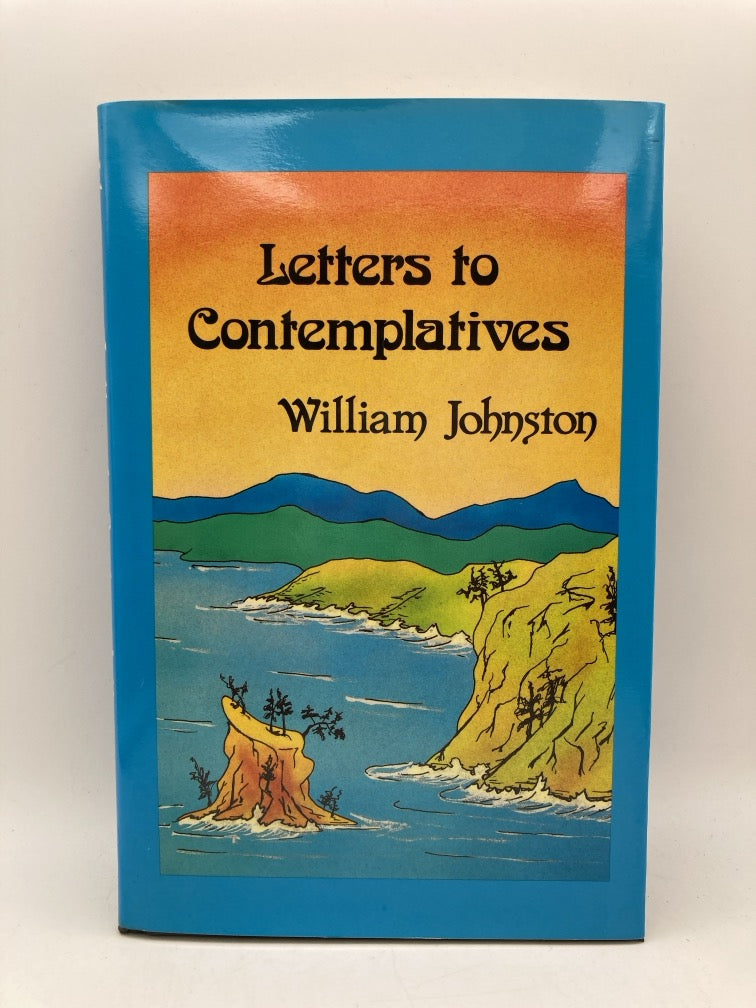 Letters to
Contemplatives
William Johnston